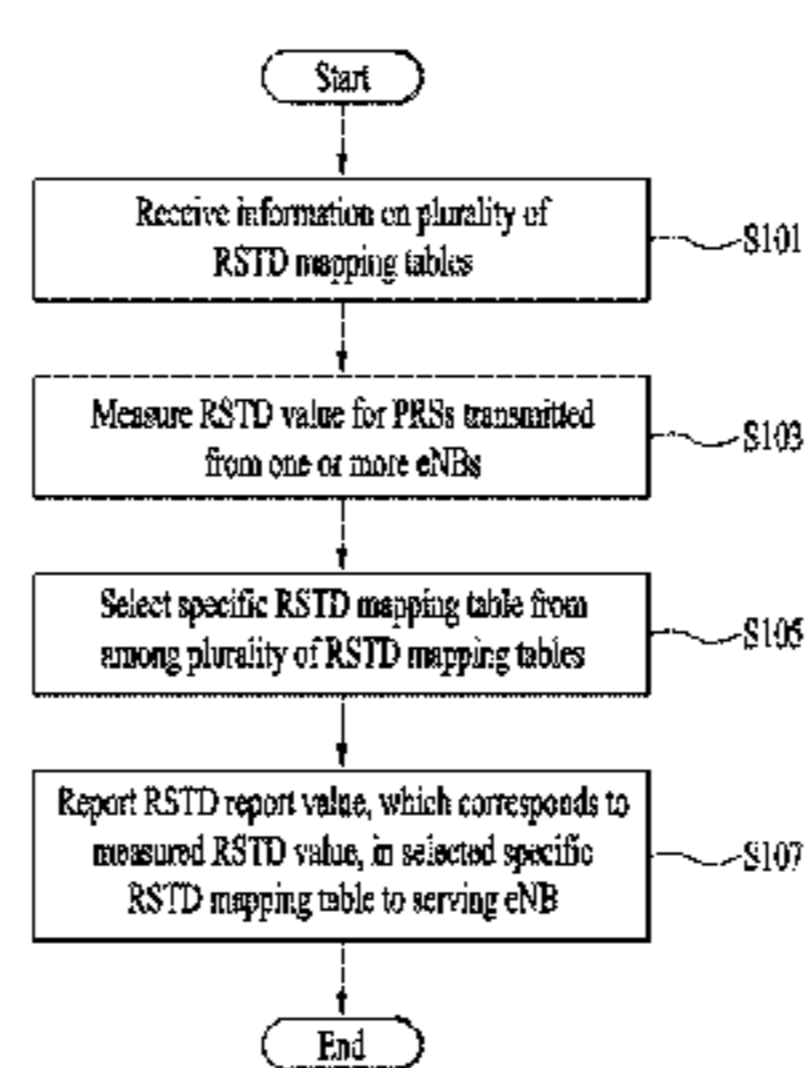 Start
Receive information on plurality of
RSTD mapping tables
S101
Measure RSTD value for PRSs transmitted
from one or more eNBs
S103
Select specific RSTD mapping table from
among plurality of RSTD mapping tables
S105
Report RSTD report value, which corresponds to
measured RSTD value, in selected specific
RSTD mapping table to serving eNB
S107
End